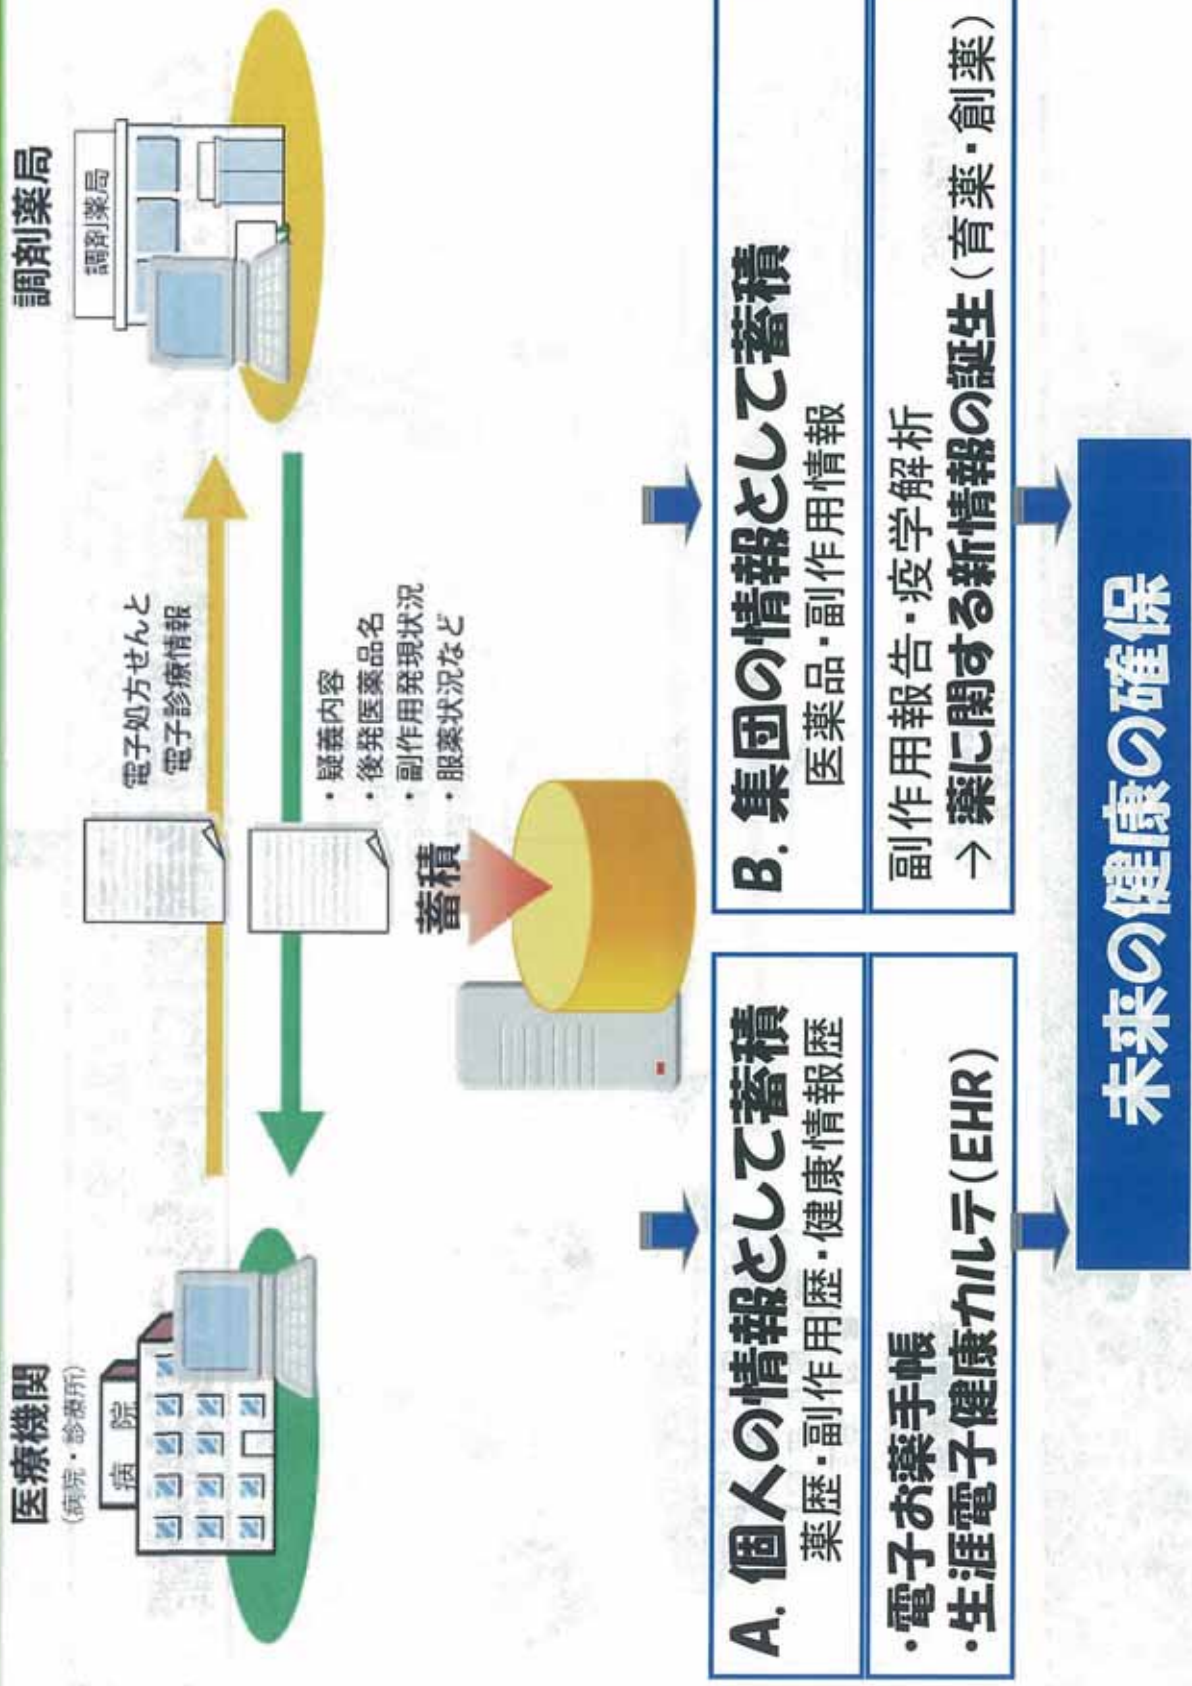 医療機関
(病院・診療所)
病院
調剤薬局
調剤薬局
電子処方せんと
電子診療情報
・疑義内容
・後発医薬品名
・副作用発現状況
・服薬状況など
蓄積
A. 個人の情報として蓄積
薬歴・副作用歴・健康情報歴
・電子お薬手帳
・生涯電子健康カルテ(EHR)
B. 集団の情報として蓄積
医薬品・副作用情報
副作用報告・疫学解析
→ 薬に関する新情報の誕生(育薬・創薬)
未来の健康の確保